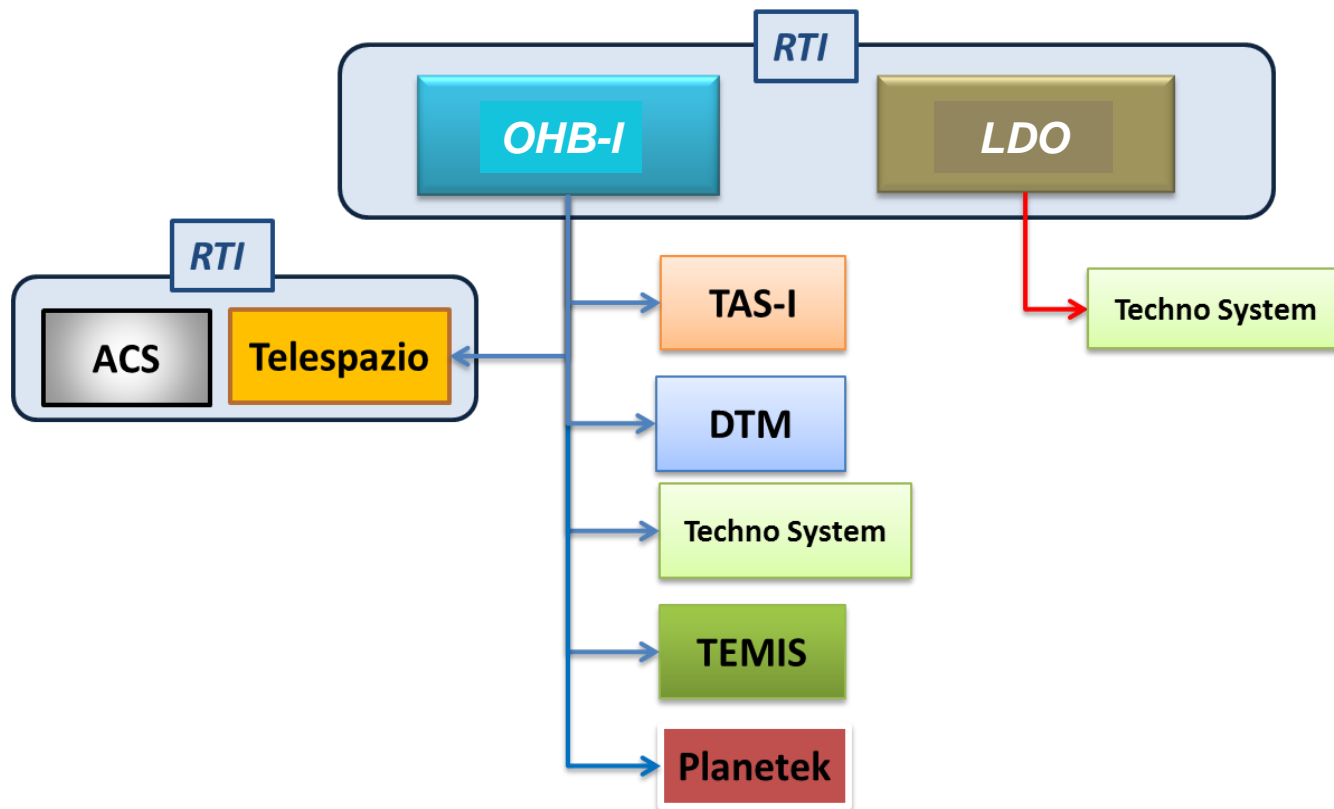 RTI
OHB-I
LDO
RTI
ACS
Telespazio
TAS-I
Techno System
DTM
Techno System
TEMIS
Planetek